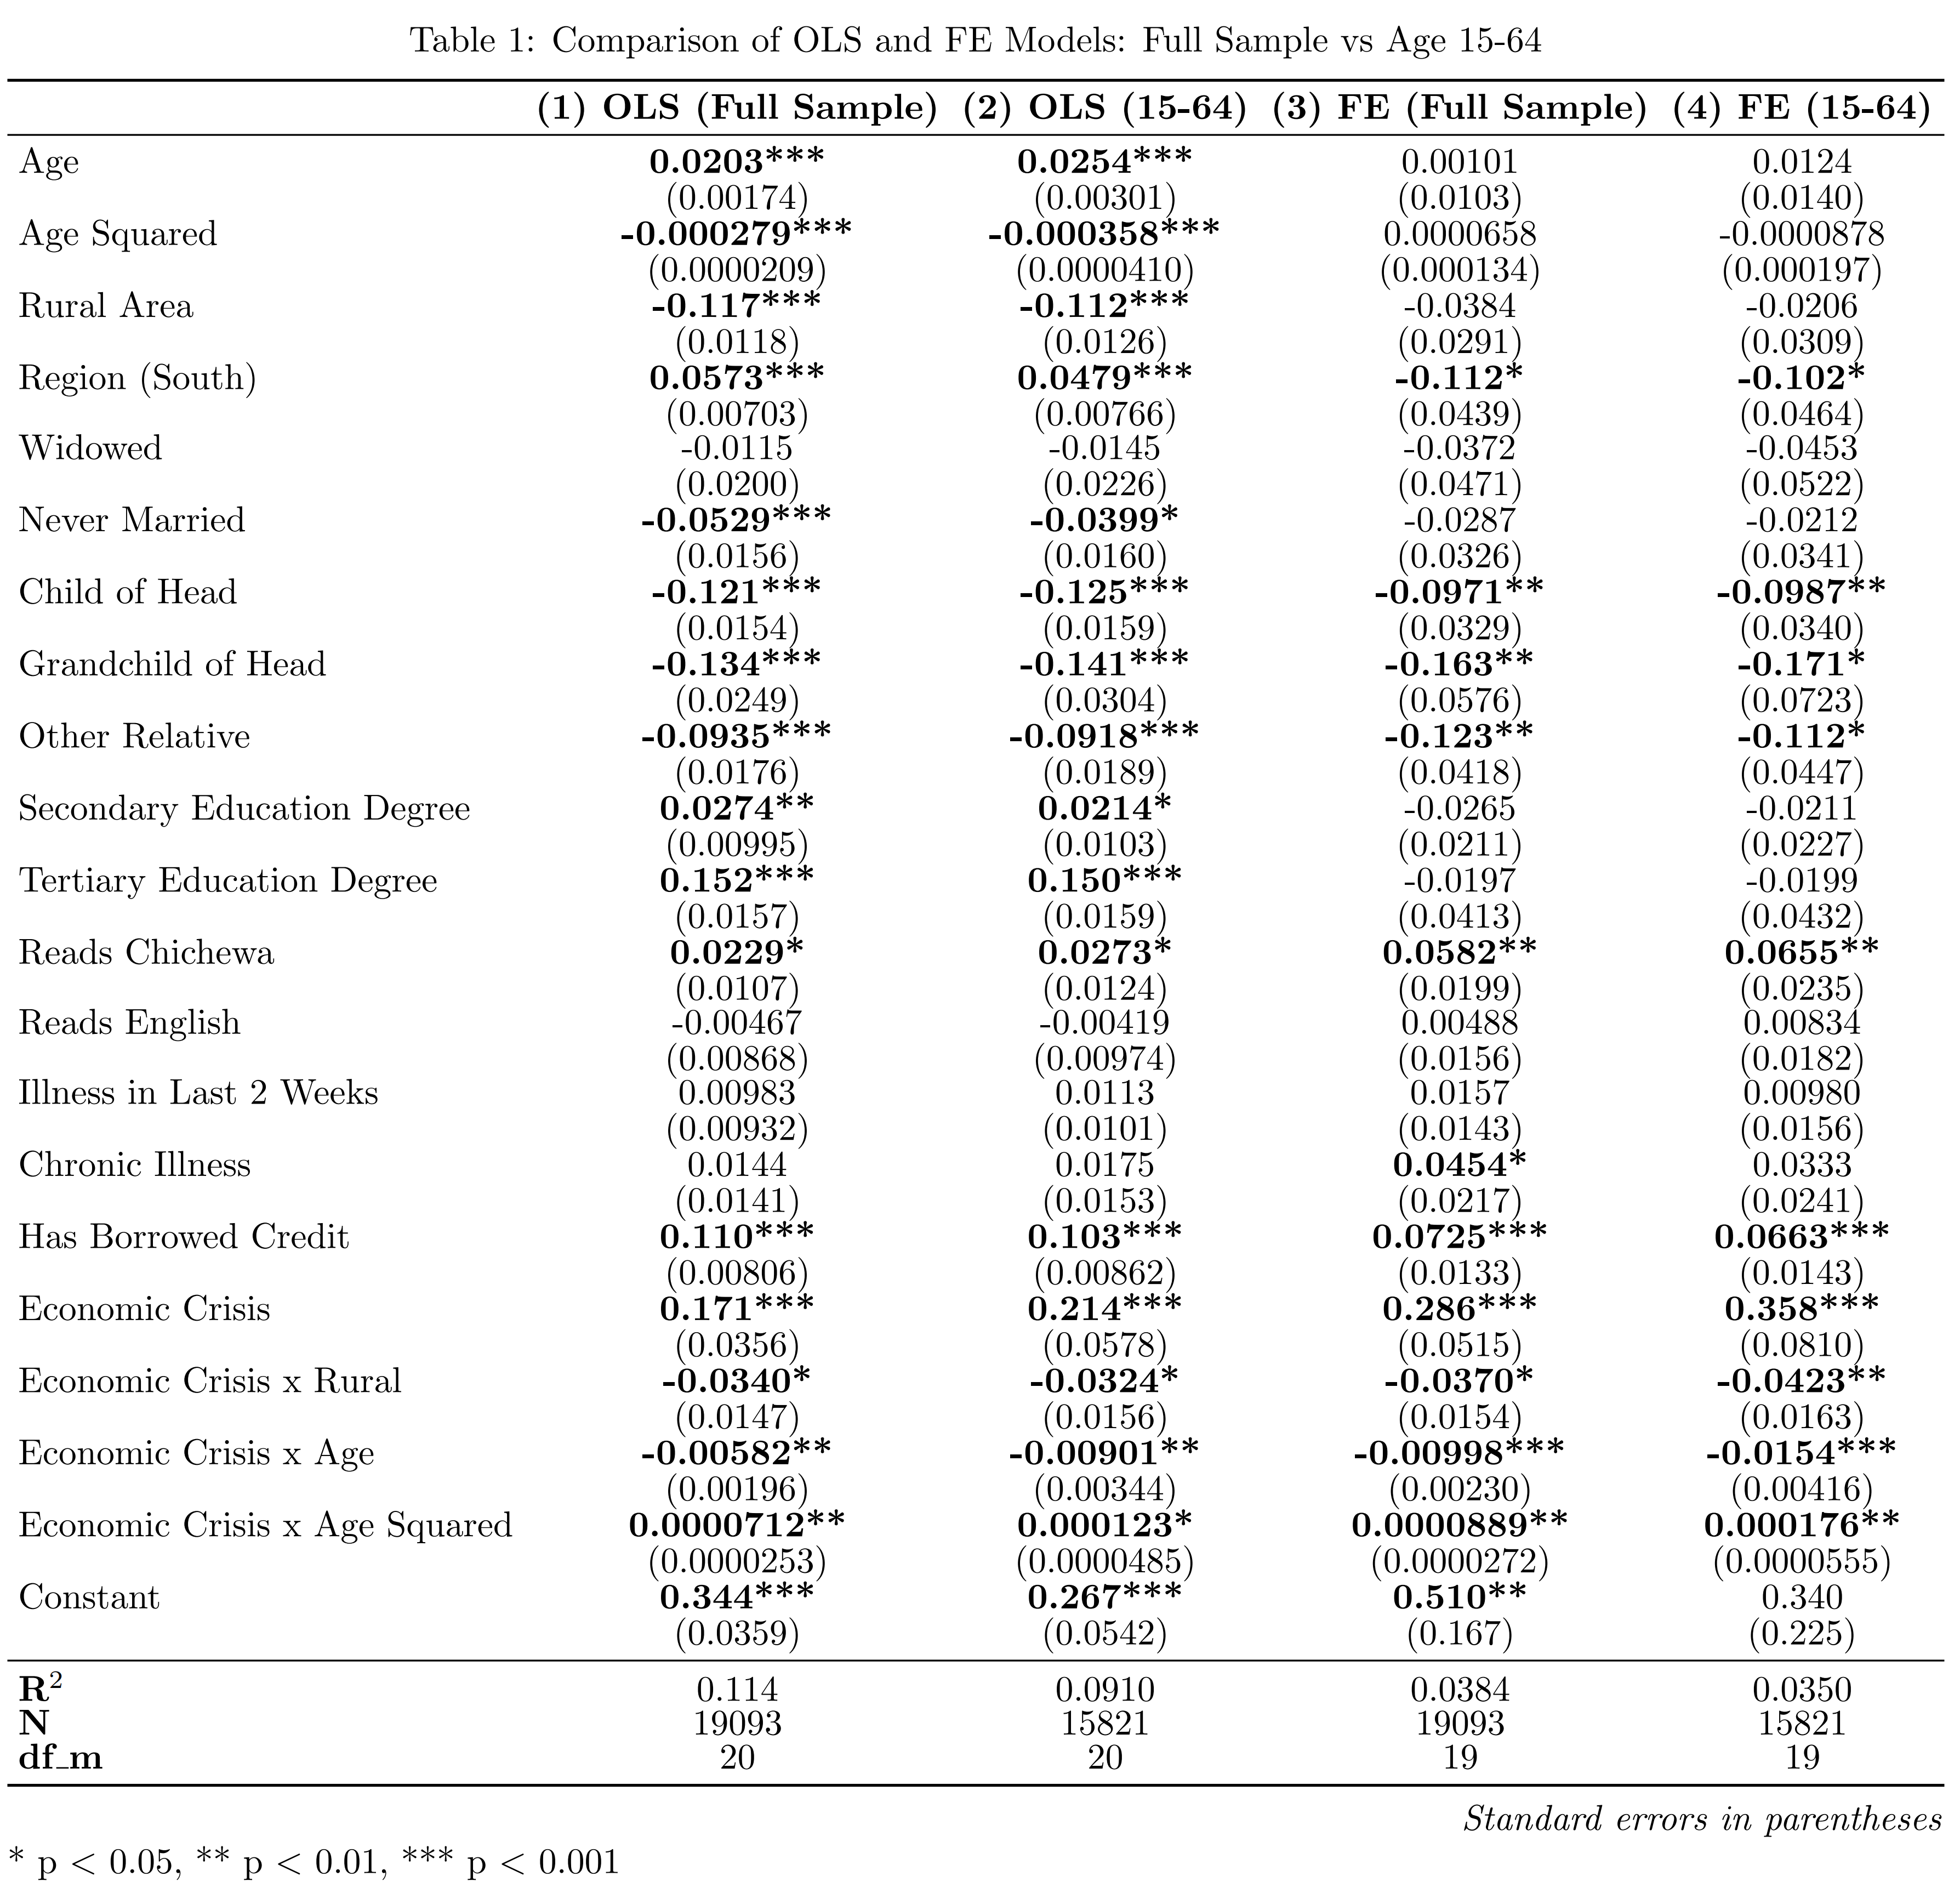 Table 1: Comparison of OLS and FE Models: Full Sample vs Age 15-64
(1) OLS (Full Sample) (2) OLS (15-64) (3) FE (Full Sample) (4) FE (15-64)
Age 0.0203*** 0.0254*** 0.00101 0.0124
(0.00174) (0.00301) (0.0103) (0.0140)
Age Squared -0.000279*** -0.000358*** 0.0000658 -0.0000878
(0.0000209) (0.0000410) (0.000134) (0.000197)
Rural Area -0.117*** -0.112*** -0.0384 -0.0206
(0.0118) (0.0126) (0.0291) (0.0309)
Region (South) 0.0573*** 0.0479*** -0.112* -0.102*
(0.00703) (0.00766) (0.0439) (0.0464)
Widowed -0.0115 -0.0145 -0.0372 -0.0453
(0.0200) (0.0226) (0.0471) (0.0522)
Never Married -0.0529*** -0.0399* -0.0287 -0.0212
(0.0156) (0.0160) (0.0326) (0.0341)
Child of Head -0.121*** -0.125*** -0.0971** -0.0987**
(0.0154) (0.0159) (0.0329) (0.0340)
Grandchild of Head -0.134*** -0.141*** -0.163** -0.171*
(0.0249) (0.0304) (0.0576) (0.0723)
Other Relative -0.0935*** -0.0918*** -0.123** -0.112*
(0.0176) (0.0189) (0.0418) (0.0447)
Secondary Education Degree 0.0274** 0.0214* -0.0265 -0.0211
(0.00995) (0.0103) (0.0211) (0.0227)
Tertiary Education Degree 0.152*** 0.150*** -0.0197 -0.0199
(0.0157) (0.0159) (0.0413) (0.0432)
Reads Chichewa 0.0229* 0.0273* 0.0582** 0.0655**
(0.0107) (0.0124) (0.0199) (0.0235)
Reads English -0.00467 -0.00419 0.00488 0.00834
(0.00868) (0.00974) (0.0156) (0.0182)
Illness in Last 2 Weeks 0.00983 0.0113 0.0157 0.00980
(0.00932) (0.0101) (0.0143) (0.0156)
Chronic Illness 0.0144 0.0175 0.0454* 0.0333
(0.0141) (0.0153) (0.0217) (0.0241)
Has Borrowed Credit 0.110*** 0.103*** 0.0725*** 0.0663***
(0.00806) (0.00862) (0.0133) (0.0143)
Economic Crisis 0.171*** 0.214*** 0.286*** 0.358***
(0.0356) (0.0578) (0.0515) (0.0810)
Economic Crisis x Rural -0.0340* -0.0324* -0.0370* -0.0423**
(0.0147) (0.0156) (0.0154) (0.0163)
Economic Crisis x Age -0.00582** -0.00901** -0.00998*** -0.0154***
(0.00196) (0.00344) (0.00230) (0.00416)
Economic Crisis x Age Squared 0.0000712** 0.000123* 0.0000889** 0.000176**
(0.0000253) (0.0000485) (0.0000272) (0.0000555)
Constant 0.344*** 0.267*** 0.510** 0.340
(0.0359) (0.0542) (0.167) (0.225)
R² 0.114 0.0910 0.0384 0.0350
N 19093 15821 19093 15821
df_m 20 20 19 19
Standard errors in parentheses
* p < 0.05, ** p < 0.01, *** p < 0.001